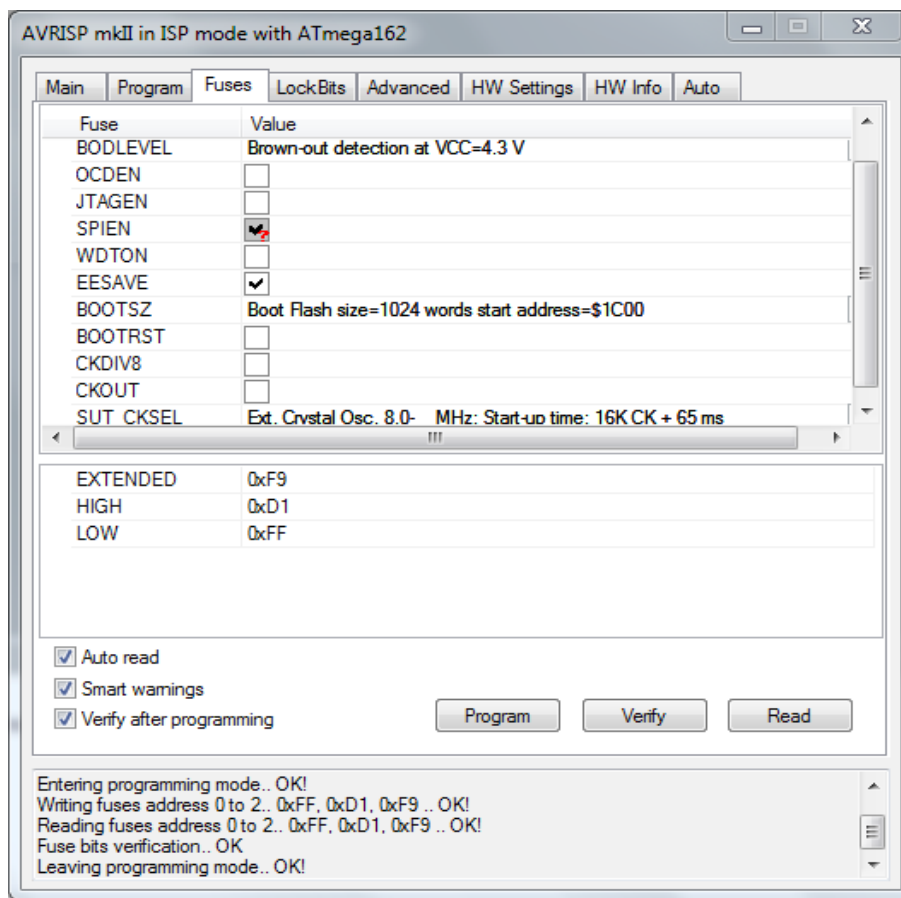 AVRISP mkII in ISP mode with ATmega162
Main Program Fuses LockBits Advanced HW Settings HW Info Auto
Fuse Value
BODLEVEL Brown-out detection at VCC=4.3 V
OCDEN
JTAGEN
SPIEN
WDTON
EESAVE
BOOTSZ Boot Flash size=1024 words start address=$1C00
BOOTRST
CKDIV8
CKOUT
SUT_CKSEL Ext. Crystal Osc. 8.0- MHz; Start-up time: 16K CK + 65 ms
EXTENDED 0xF9
HIGH 0xD1
LOW 0xFF
Auto read
Smart warnings
Verify after programming
Program Verify Read
Entering programming mode.. OK!
Writing fuses address 0 to 2.. 0xFF, 0xD1, 0xF9 .. OK!
Reading fuses address 0 to 2.. 0xFF, 0xD1, 0xF9 .. OK!
Fuse bits verification.. OK
Leaving programming mode.. OK!